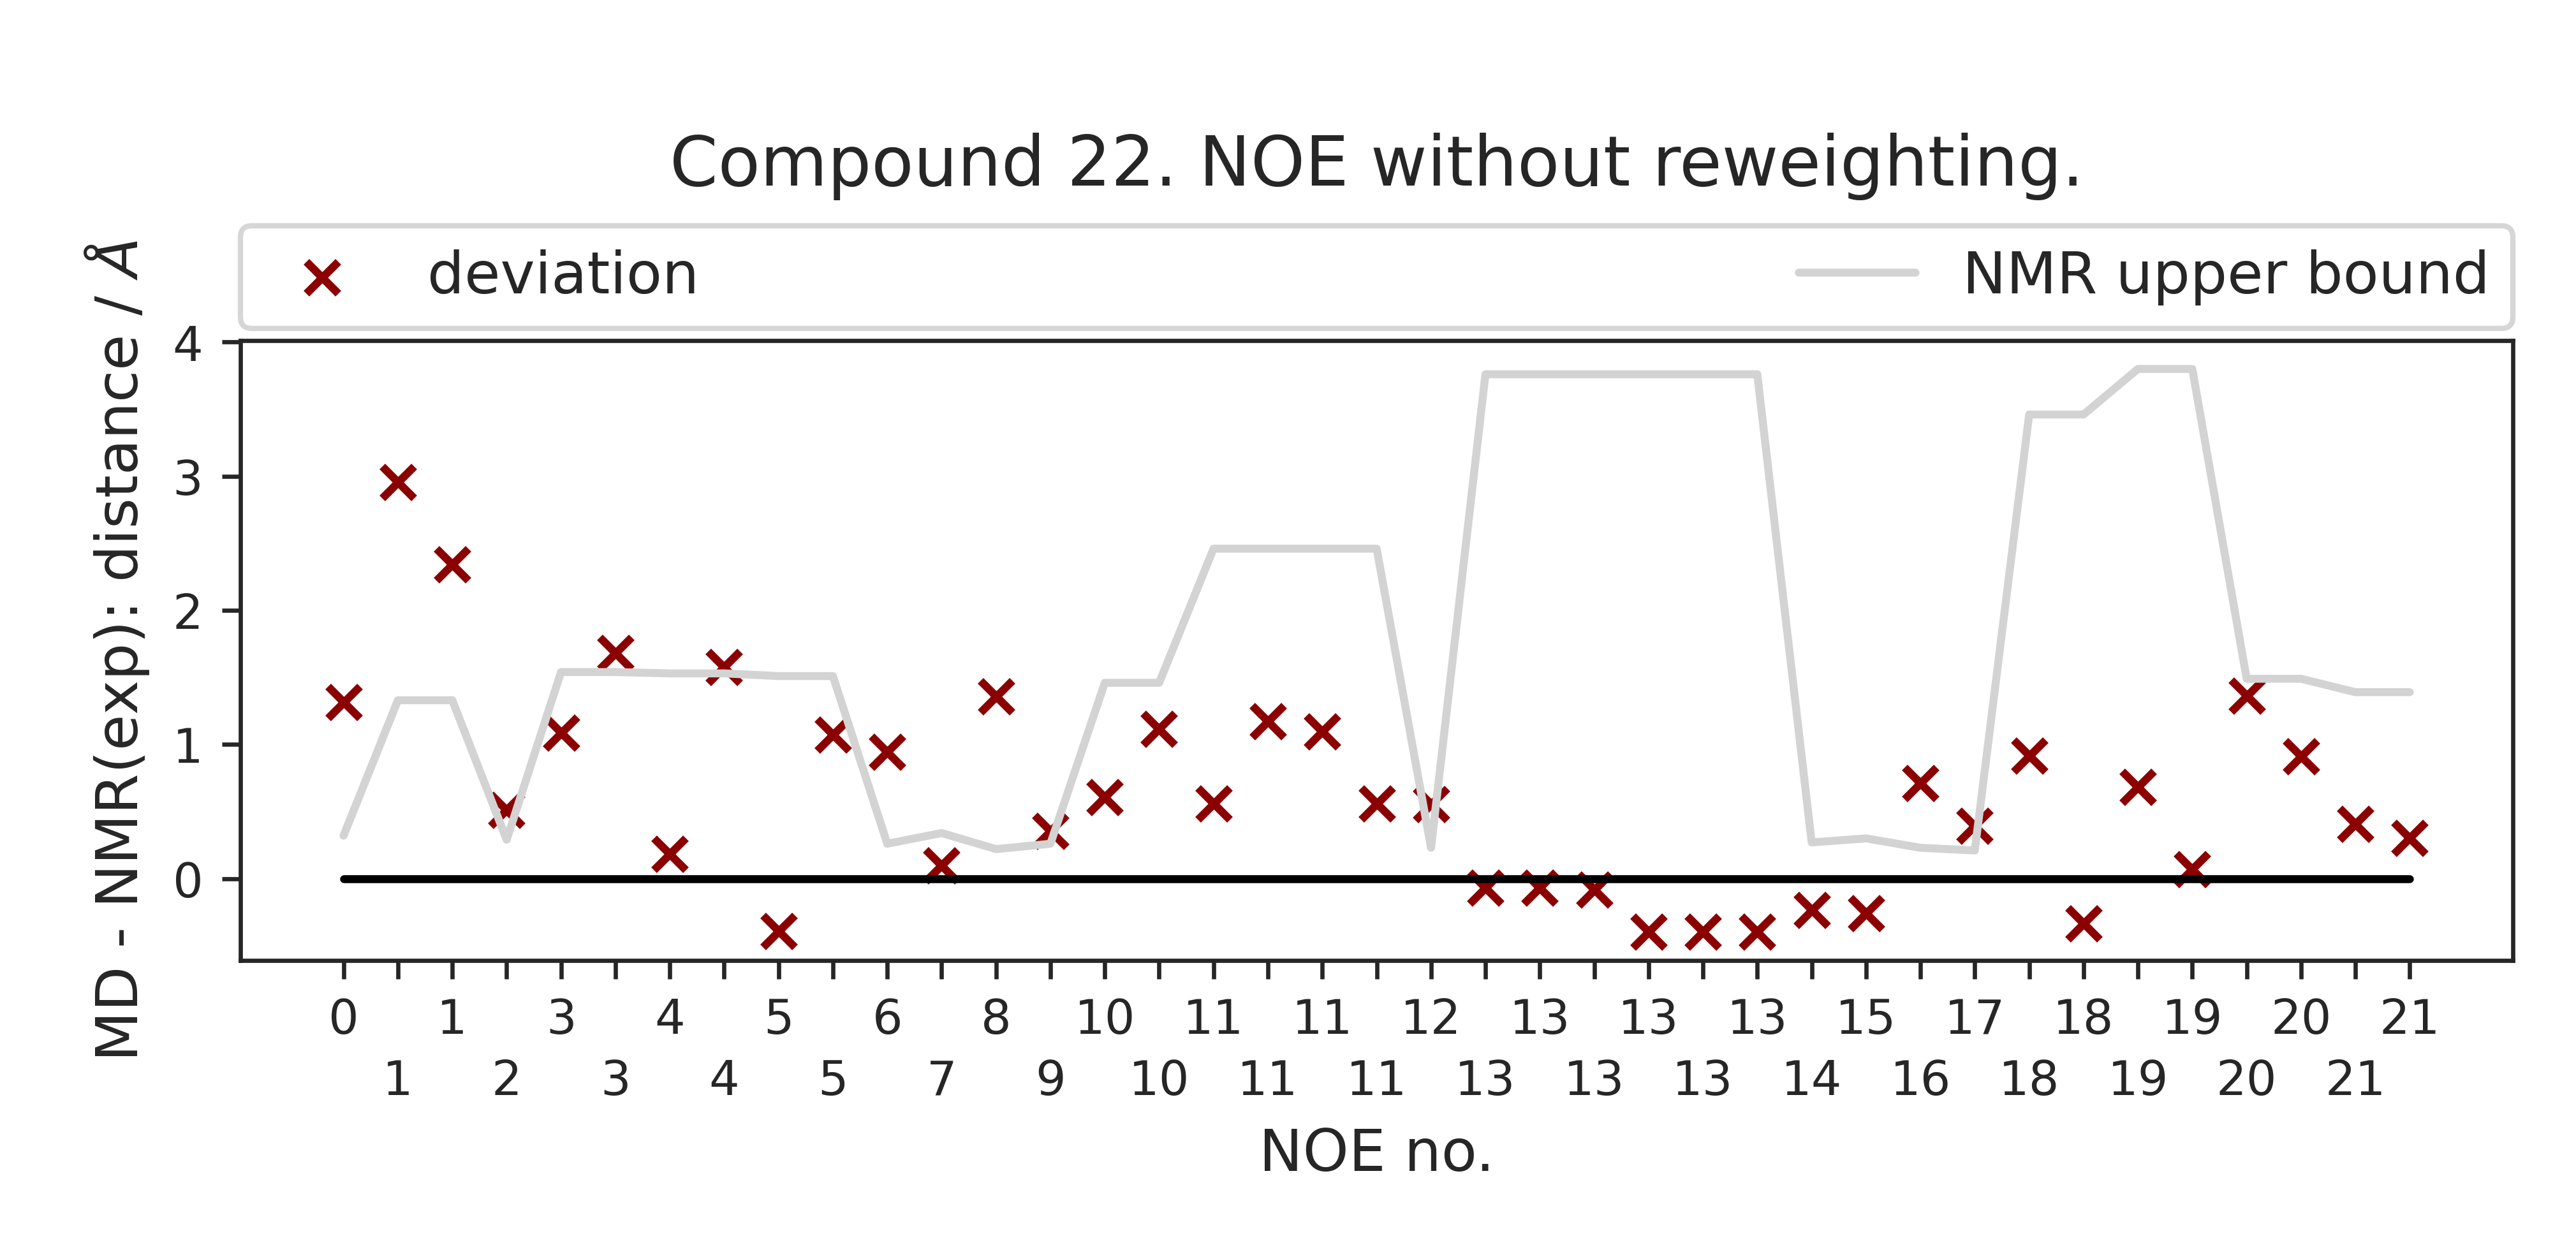 Compound 22. NOE without reweighting.
deviation
NMR upper bound
MD - NMR(exp): distance / Å
4
3
2
1
0
0 1 3 4 5 6 8 10 11 11 12 13 13 13 15 17 18 19 20 21
1 2 3 4 5 7 9 10 11 11 13 13 13 14 16 18 19 20 21
NOE no.